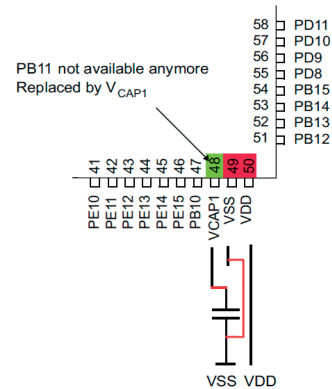 58 PD11
57 PD10
56 PD9
55 PD8
54 PB15
53 PB14
52 PB13
51 PB12
PB11 not available anymore
Replaced by VCAP1
41 42 43 44 45 46 47 48 49 50
PE10 PE11 PE12 PE13 PE14 PE15 PB10 VCAP1 VSS VDD
VSS VDD